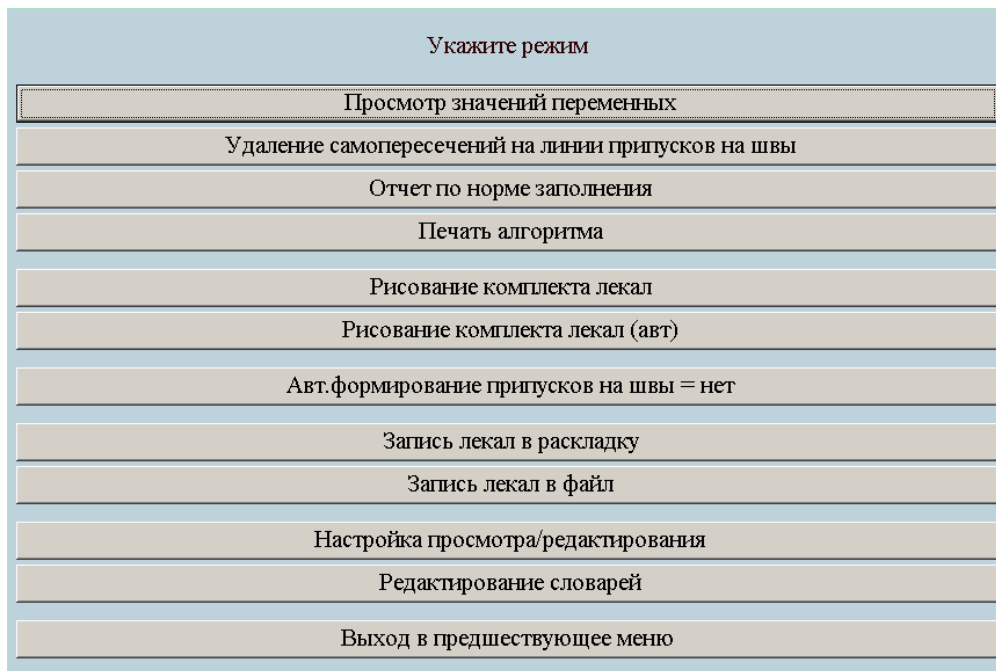 Укажите режим
Просмотр значений переменных
Удаление самопересечений на линии припусков на швы
Отчет по норме заполнения
Печать алгоритма
Рисование комплекта лекал
Рисование комплекта лекал (авт)
Авт.формирование припусков на швы = нет
Запись лекал в раскладку
Запись лекал в файл
Настройка просмотра/редактирования
Редактирование словарей
Выход в предшествующее меню